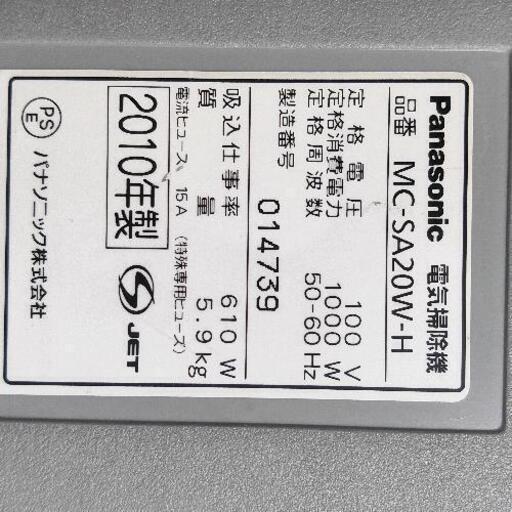 Panasonic 電気掃除機
品番 MC-SA20W-H
定格電圧 100 V
定格消費電力 1000 W
定格周波数 50-60 Hz
製造番号 014739
吸込仕事率 610 W
質量 5.9 kg
電流ヒューズ 15A (特殊専用ヒューズ)
2010年製 S JET
PS E パナソニック株式会社